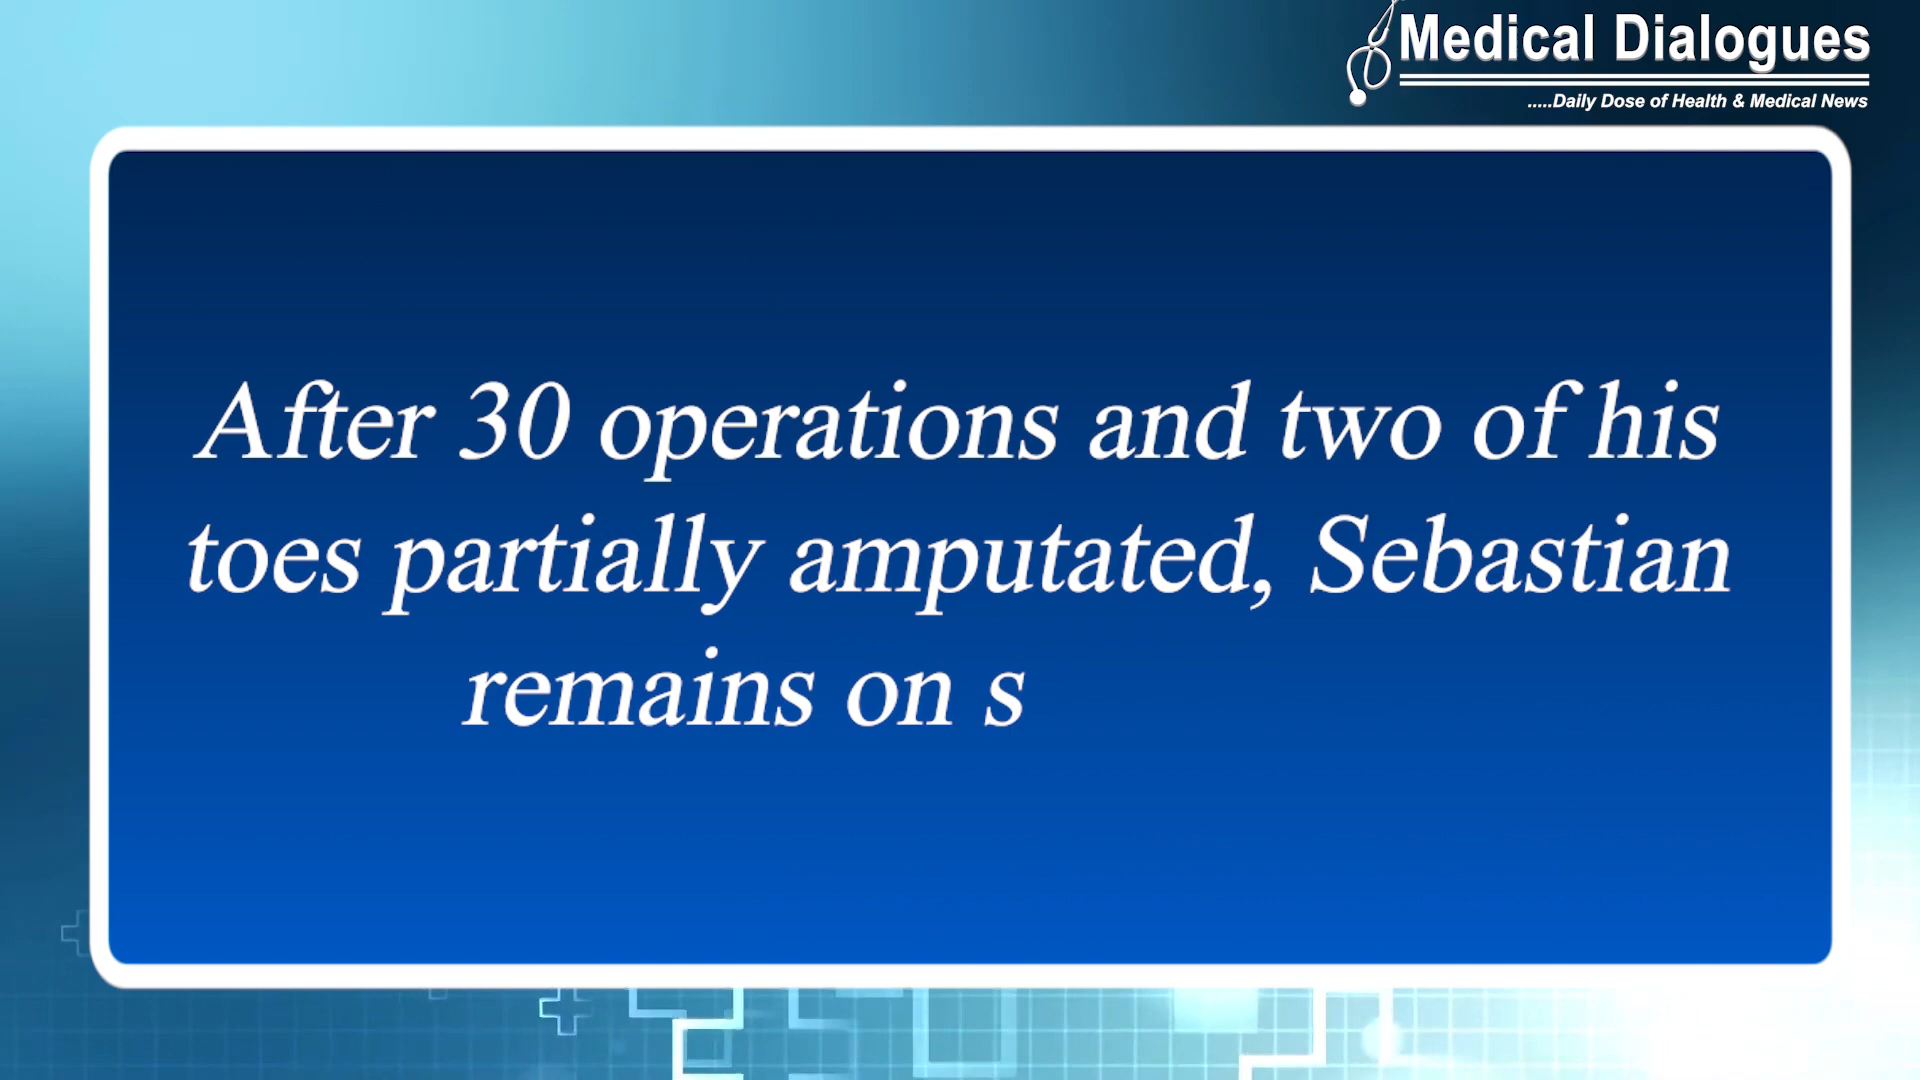 Medical Dialogues
.....Daily Dose of Health & Medical News
After 30 operations and two of his
toes partially amputated, Sebastian
remains on s